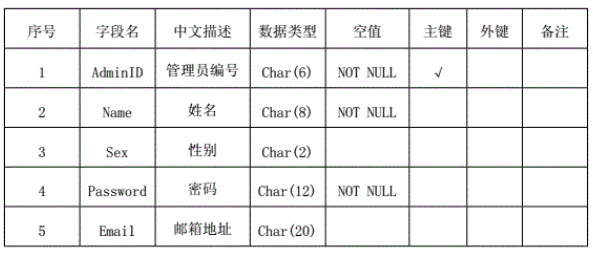 序号 字段名 中文描述 数据类型 空值 主键 外键 备注
1 AdminID 管理员编号 Char(6) NOT NULL √
2 Name 姓名 Char(8) NOT NULL
3 Sex 性别 Char(2)
4 Password 密码 Char(12) NOT NULL
5 Email 邮箱地址 Char(20)